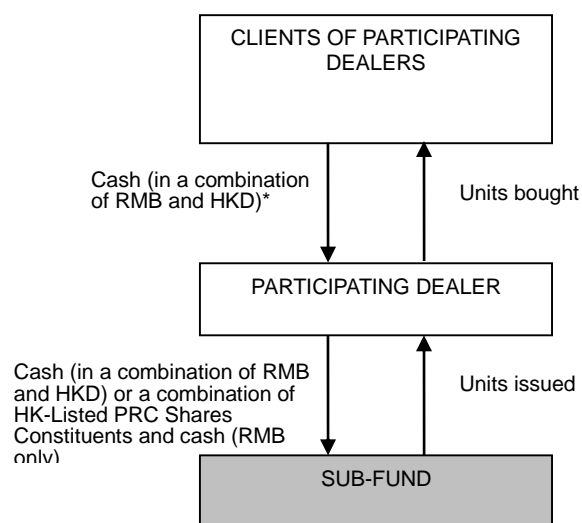 CLIENTS OF PARTICIPATING
DEALERS
Cash (in a combination
of RMB and HKD)*
Units bought
PARTICIPATING DEALER
Cash (in a combination of RMB
and HKD) or a combination of
HK-Listed PRC Shares
Constituents and cash (RMB
only)
Units issued
SUB-FUND